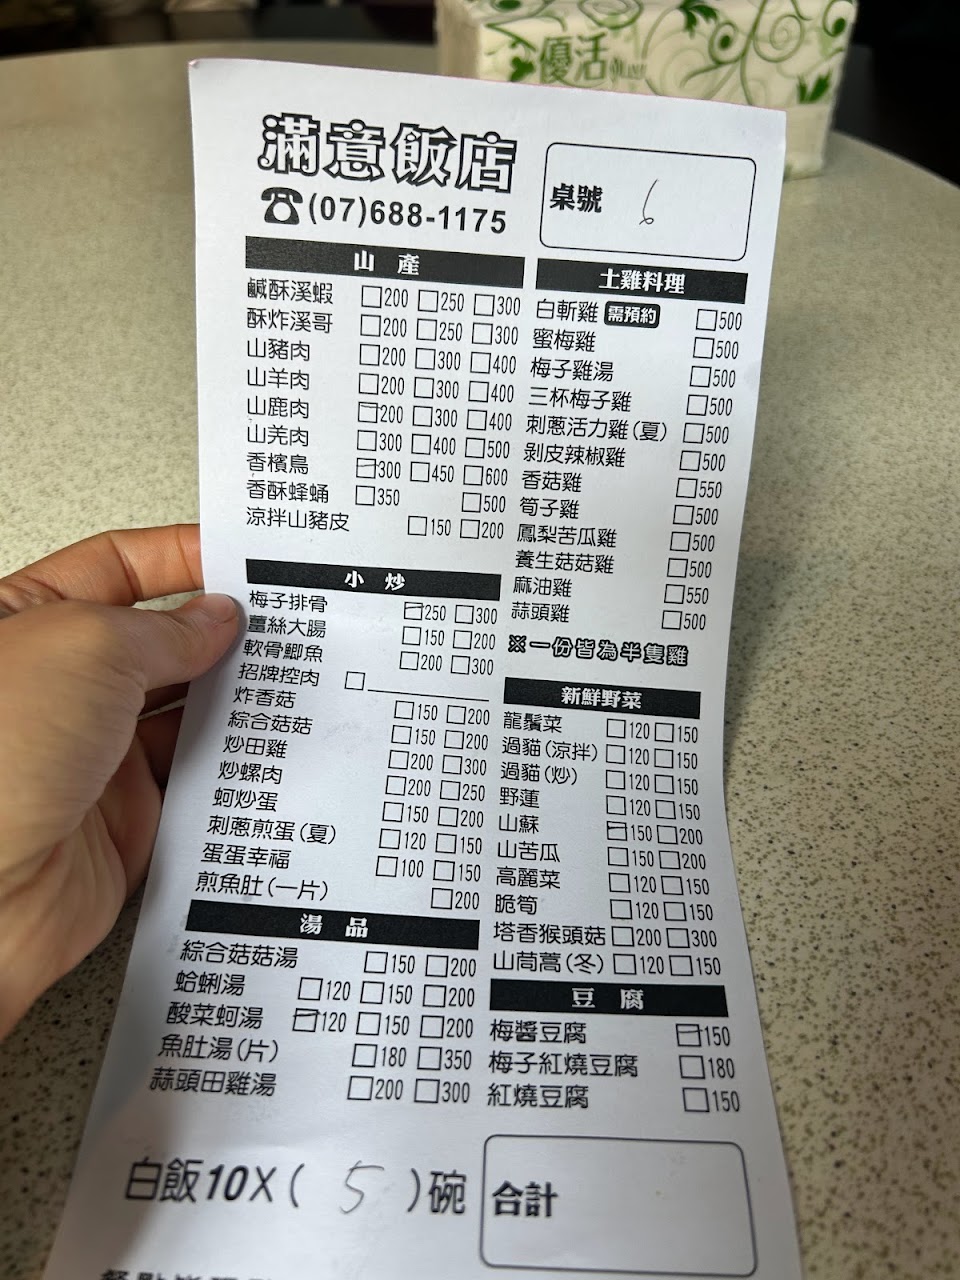 優活
滿意飯店
☎(07)688-1175
桌號 6
山產
鹹酥溪蝦 □200 □250 □300
酥炸溪哥 □200 □250 □300
山豬肉 □200 □300 □400
山羊肉 □200 □300 □400
山鹿肉 □200 □300 □400
山羌肉 □300 □400 □500
香檳鳥 □300 □450 □600
香酥蜂蛹 □350 □500
涼拌山豬皮 □150 □200
小炒
梅子排骨 □250 □300
薑絲大腸 □150 □200
軟骨鯽魚 □200 □300
招牌控肉 □
炸香菇 □150 □200
綜合菇菇 □150 □200
炒田雞 □200 □300
炒螺肉 □200 □250
蚵炒蛋 □150 □200
刺蔥煎蛋(夏) □120 □150
蛋蛋幸福 □100 □150
煎魚肚(一片) □200
湯品
綜合菇菇湯 □150 □200
蛤蜊湯 □120 □150 □200
酸菜蚵湯 □120 □150 □200
魚肚湯(片) □180 □350
蒜頭田雞湯 □200 □300
土雞料理
白斬雞 需預約 □500
蜜梅雞 □500
梅子雞湯 □500
三杯梅子雞 □500
刺蔥活力雞(夏) □500
剝皮辣椒雞 □500
香菇雞 □550
筍子雞 □500
鳳梨苦瓜雞 □500
養生菇菇雞 □500
麻油雞 □550
蒜頭雞 □500
※一份皆為半隻雞
新鮮野菜
龍鬚菜 □120 □150
過貓(涼拌) □120 □150
過貓(炒) □120 □150
野蓮 □120 □150
山蘇 □150 □200
山苦瓜 □150 □200
高麗菜 □120 □150
脆筍 □120 □150
塔香猴頭菇 □200 □300
山茼蒿(冬) □120 □150
豆腐
梅醬豆腐 □150
梅子紅燒豆腐 □180
紅燒豆腐 □150
白飯10X( 5 )碗
合計